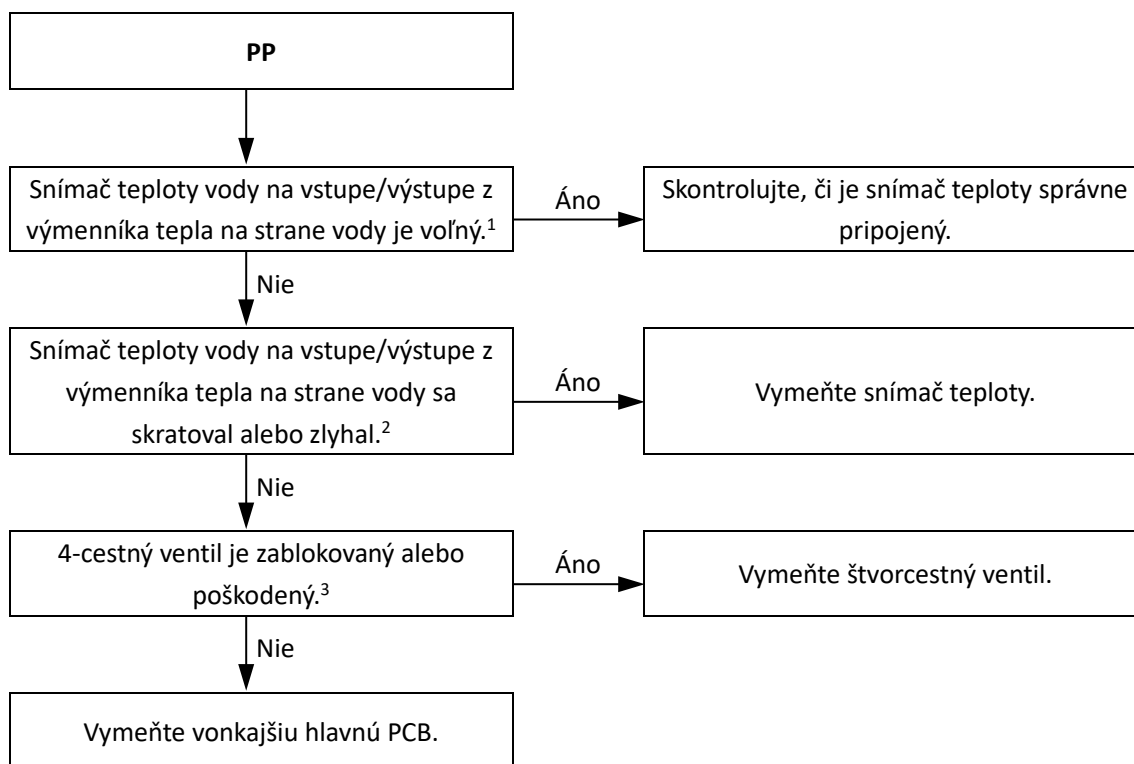 PP
Snímač teploty vody na vstupe/výstupe z
výmenníka tepla na strane vody je voľný.1
Áno
Skontrolujte, či je snímač teploty správne
pripojený.
Nie
Snímač teploty vody na vstupe/výstupe z
výmenníka tepla na strane vody sa
skratoval alebo zlyhal.2
Áno
Vymeňte snímač teploty.
Nie
4-cestný ventil je zablokovaný alebo
poškodený.3
Áno
Vymeňte štvorcestný ventil.
Nie
Vymeňte vonkajšiu hlavnú PCB.